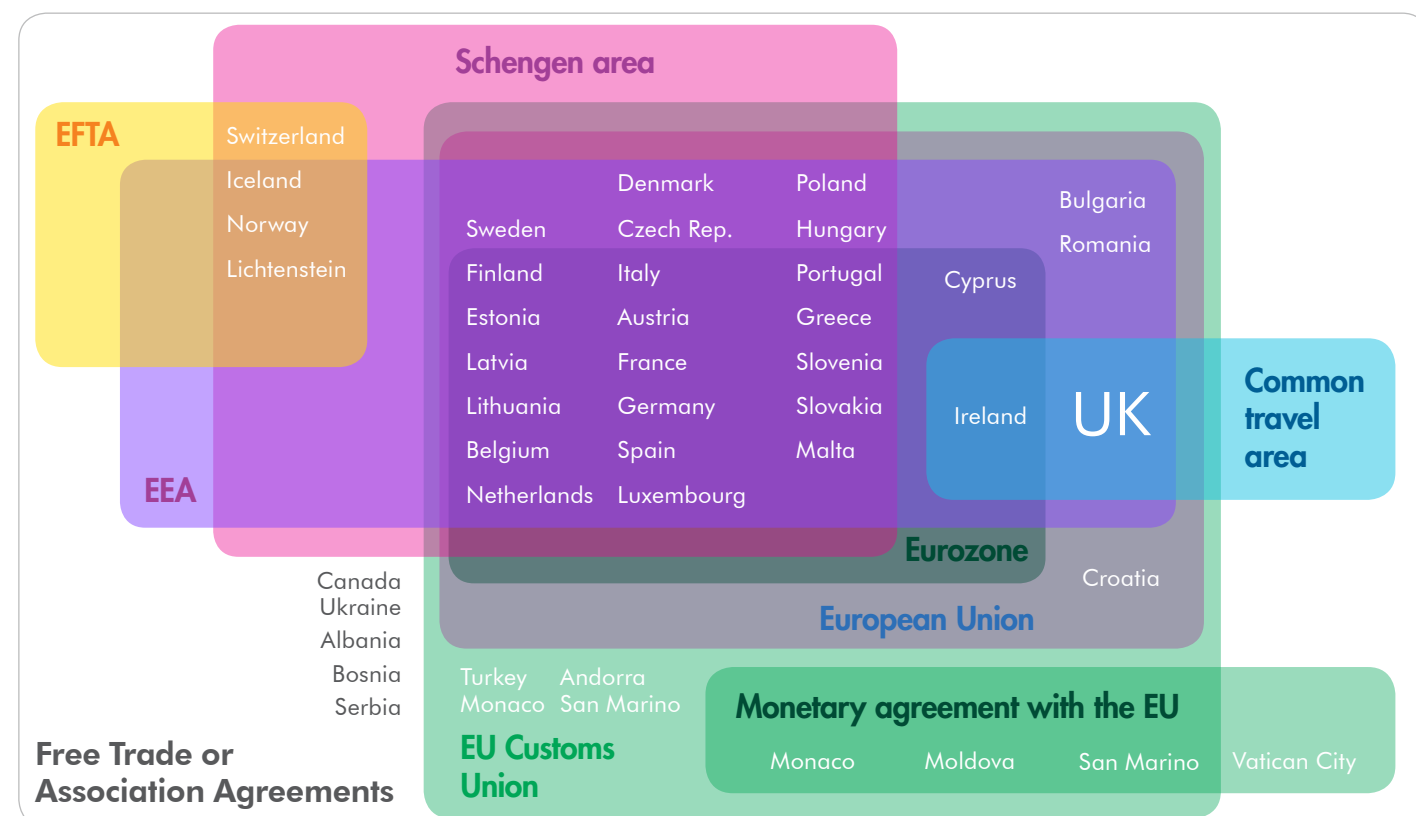 Schengen area
EFTA
Switzerland
Iceland
Norway
Lichtenstein
EEA
Denmark
Poland
Sweden
Czech Rep.
Hungary
Finland
Italy
Portugal
Estonia
Austria
Greece
Latvia
France
Slovenia
Lithuania
Germany
Slovakia
Belgium
Spain
Malta
Netherlands
Luxembourg
Bulgaria
Romania
Cyprus
Ireland
UK
Common
travel
area
Eurozone
Croatia
European Union
Canada
Ukraine
Albania
Bosnia
Serbia
Turkey
Andorra
Monaco
San Marino
EU Customs
Union
Monetary agreement with the EU
Monaco
Moldova
San Marino
Vatican City
Free Trade or
Association Agreements